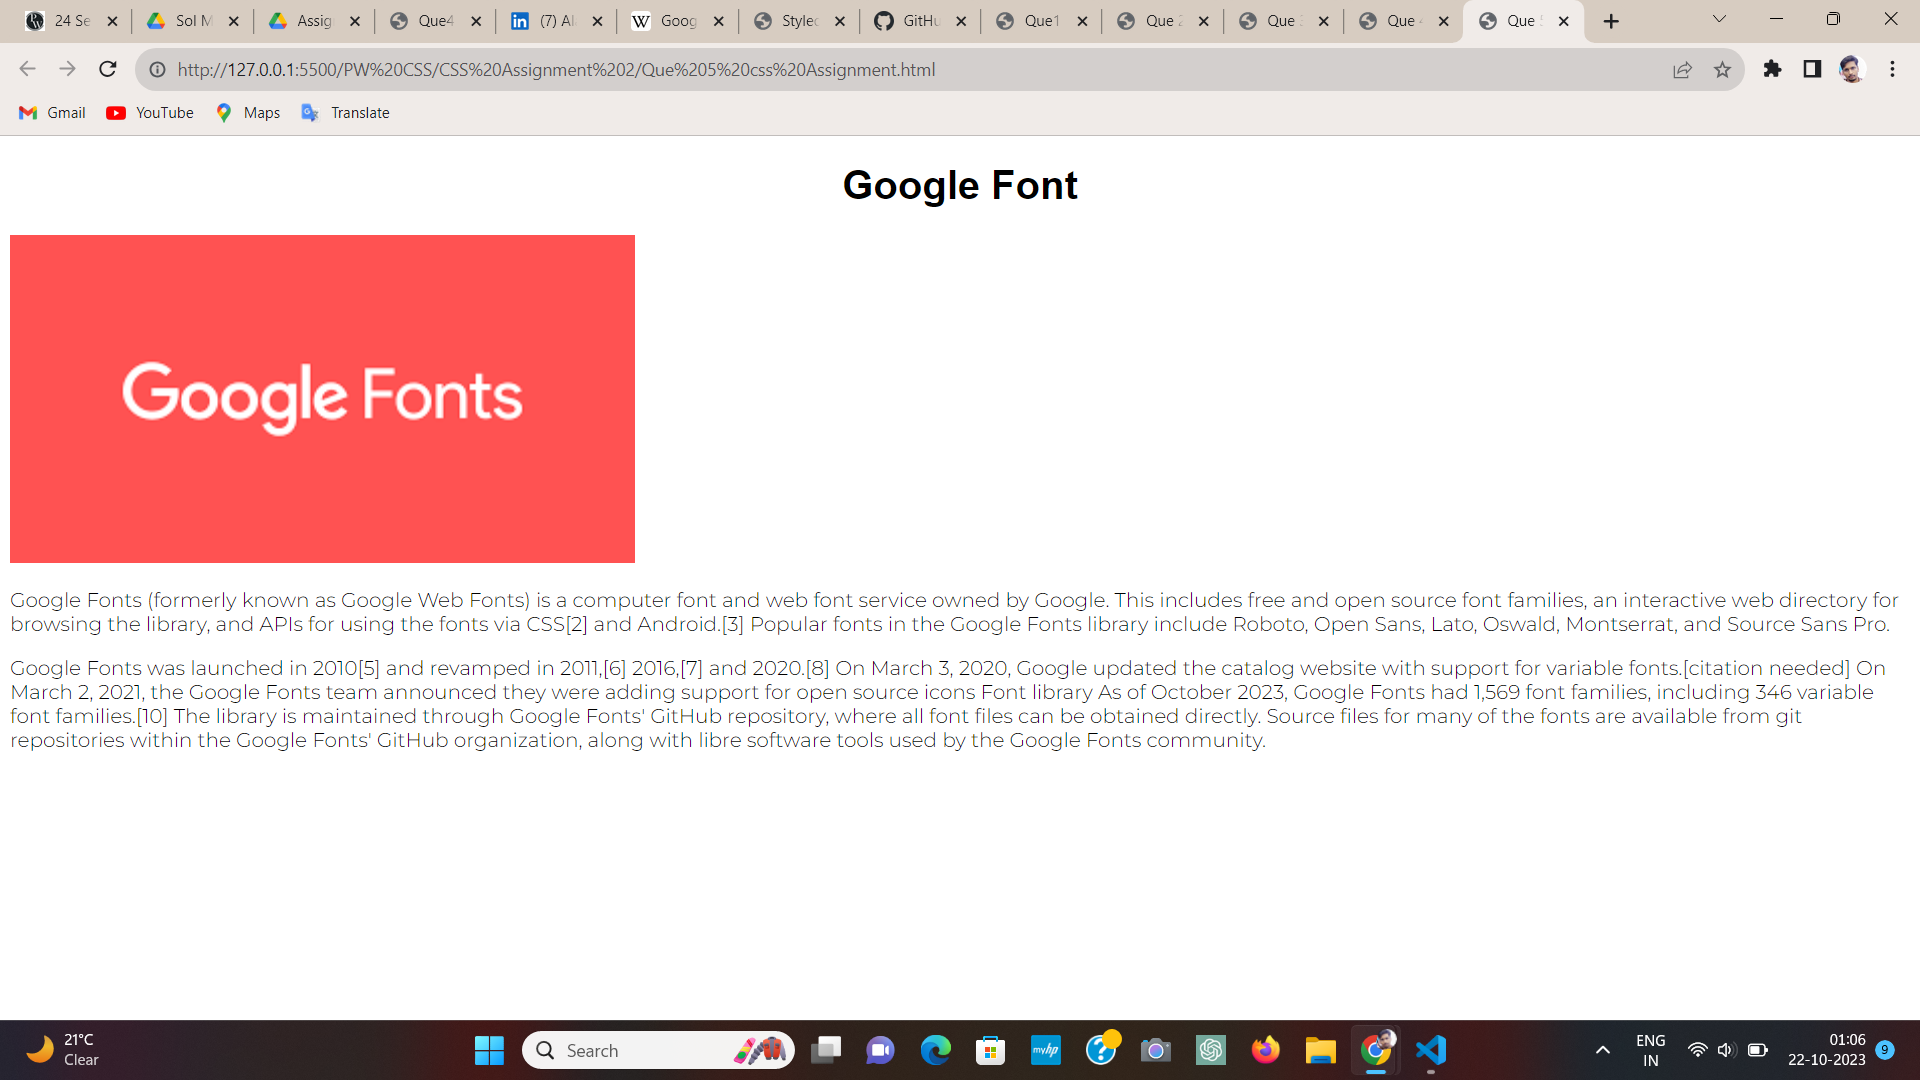 24 Se
Sol M
Assig
Que4
(7) Al
Goog
Styled
GitHu
Que1
Que 2
Que 3
Que 4
Que 5
http://127.0.0.1:5500/PW%20CSS/CSS%20Assignment%202/Que%205%20css%20Assignment.html
Gmail
YouTube
Maps
Translate
Google Font
Google Fonts
Google Fonts (formerly known as Google Web Fonts) is a computer font and web font service owned by Google. This includes free and open source font families, an interactive web directory for
browsing the library, and APIs for using the fonts via CSS[2] and Android.[3] Popular fonts in the Google Fonts library include Roboto, Open Sans, Lato, Oswald, Montserrat, and Source Sans Pro.
Google Fonts was launched in 2010[5] and revamped in 2011,[6] 2016,[7] and 2020.[8] On March 3, 2020, Google updated the catalog website with support for variable fonts.[citation needed] On
March 2, 2021, the Google Fonts team announced they were adding support for open source icons Font library As of October 2023, Google Fonts had 1,569 font families, including 346 variable
font families.[10] The library is maintained through Google Fonts' GitHub repository, where all font files can be obtained directly. Source files for many of the fonts are available from git
repositories within the Google Fonts' GitHub organization, along with libre software tools used by the Google Fonts community.
21°C
Clear
Search
myhp
ENG
IN
01:06
22-10-2023
9